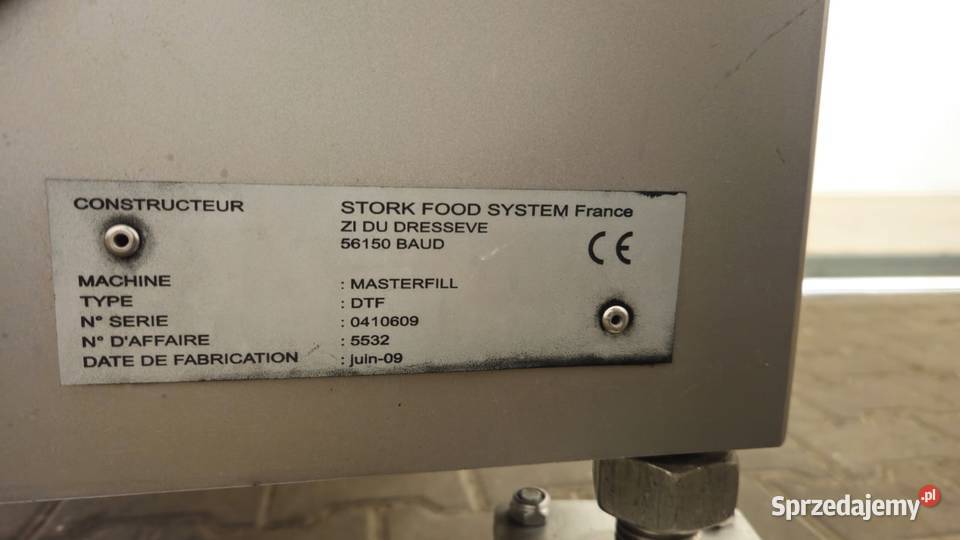 CONSTRUCTEUR STORK FOOD SYSTEM France
ZI DU DRESSEVE
56150 BAUD
CE
MACHINE : MASTERFILL
TYPE : DTF
N° SERIE : 0410609
N° D'AFFAIRE : 5532
DATE DE FABRICATION : juin-09
Sprzedajemy.pl